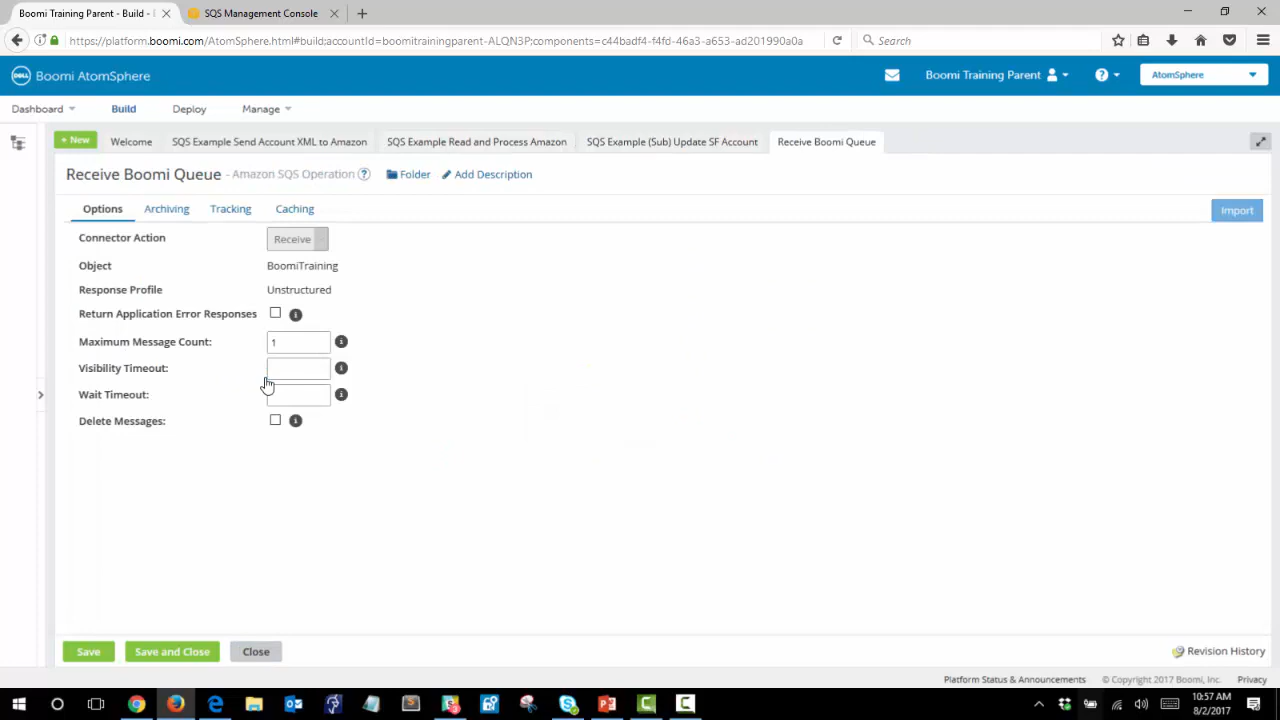 Boomi Training Parent - Build - 
SQS Management Console
https://platform.boomi.com/AtomSphere.html#build;accountId=boomitrainingparent-ALQN3P;components=c44badf4-f4fd-46a3-a653-ad201990a0a
Search
DELL Boomi AtomSphere
Boomi Training Parent
AtomSphere
Dashboard Build Deploy Manage
+ New Welcome SQS Example Send Account XML to Amazon SQS Example Read and Process Amazon SQS Example (Sub) Update SF Account Receive Boomi Queue
Receive Boomi Queue - Amazon SQS Operation Folder Add Description
Options Archiving Tracking Caching Import
Connector Action Receive
Object BoomiTraining
Response Profile Unstructured
Return Application Error Responses
Maximum Message Count: 1
Visibility Timeout:
Wait Timeout:
Delete Messages:
Save Save and Close Close Revision History
Platform Status & Announcements © Copyright 2017 Boomi, Inc. Privacy
10:57 AM
8/2/2017